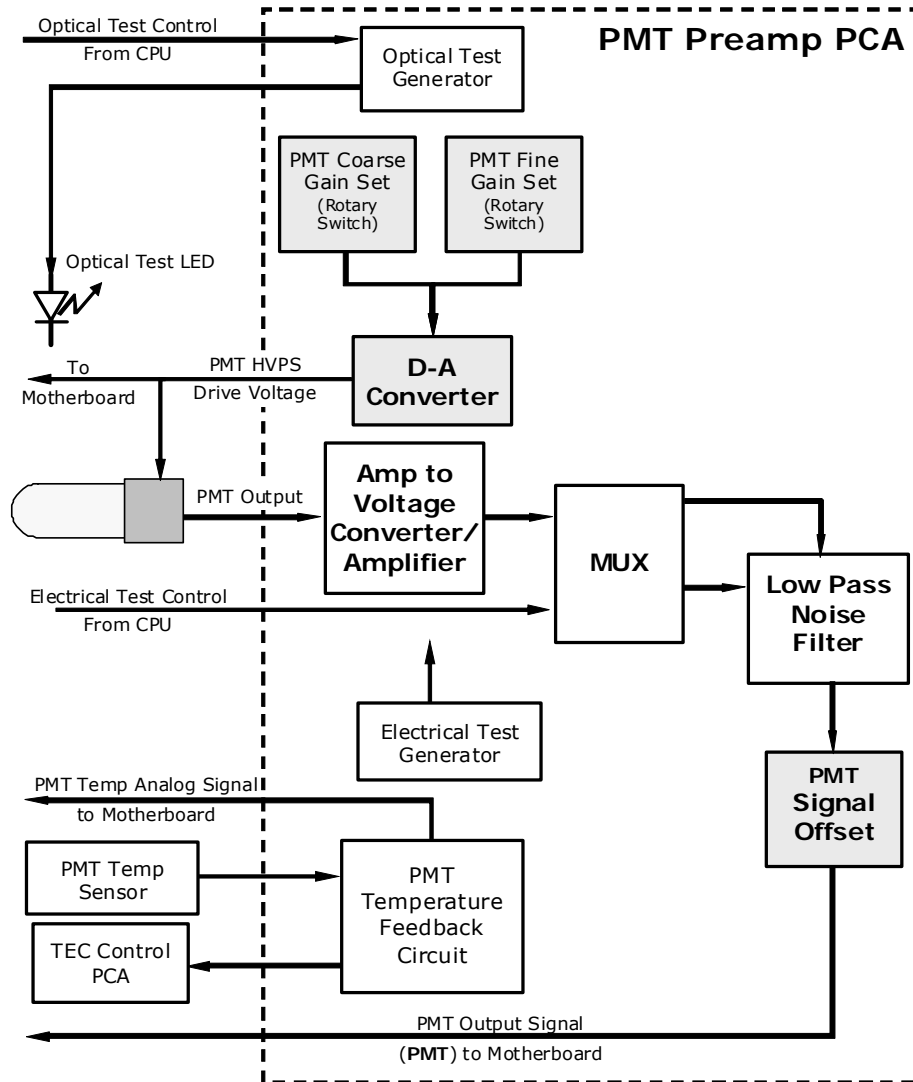 PMT Preamp PCA
Optical Test Control
From CPU
Optical Test
Generator
PMT Coarse
Gain Set
(Rotary
Switch)
PMT Fine
Gain Set
(Rotary
Switch)
Optical Test LED
To
Motherboard
PMT HVPS
Drive Voltage
D-A
Converter
PMT Output
Amp to
Voltage
Converter/
Amplifier
MUX
Low Pass
Noise
Filter
Electrical Test Control
From CPU
Electrical Test
Generator
PMT
Signal
Offset
PMT Temp Analog Signal
to Motherboard
PMT Temp
Sensor
PMT
Temperature
Feedback
Circuit
TEC Control
PCA
PMT Output Signal
(PMT) to Motherboard